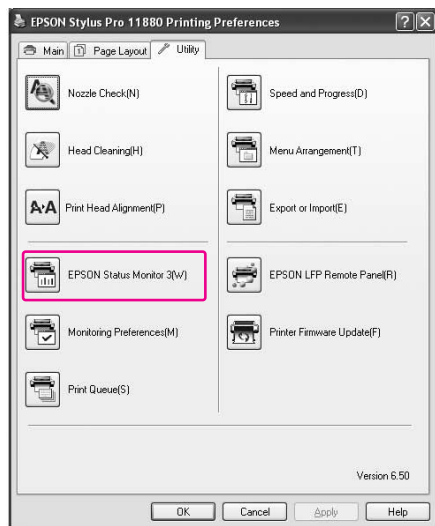 EPSON Stylus Pro 11880 Printing Preferences
Main Page Layout Utility
Nozzle Check(N)
Speed and Progress(D)
Head Cleaning(H)
Menu Arrangement(T)
Print Head Alignment(P)
Export or Import(E)
EPSON Status Monitor 3(W)
EPSON LFP Remote Panel(R)
Monitoring Preferences(M)
Printer Firmware Update(F)
Print Queue(S)
Version 6.50
OK Cancel Apply Help